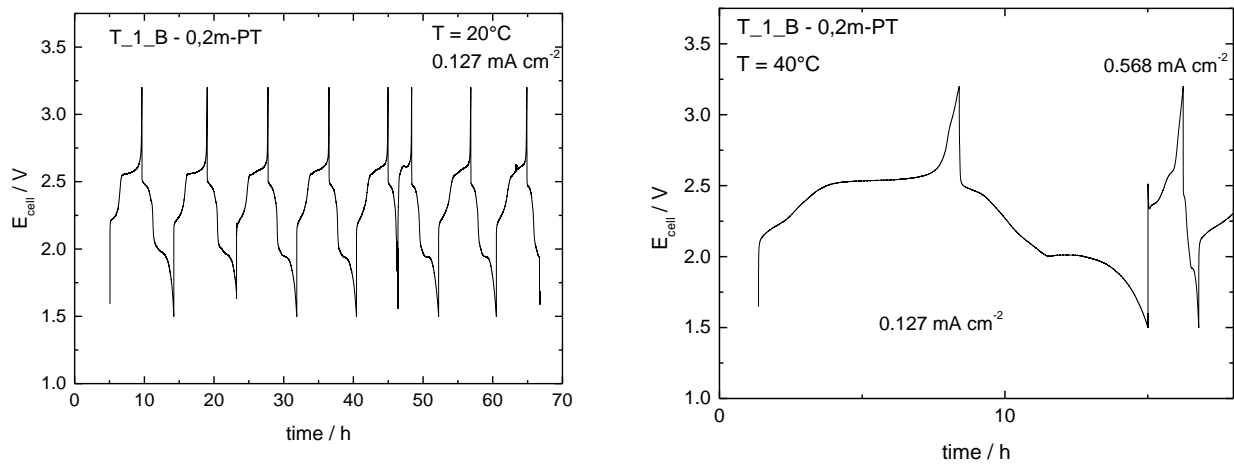 T_1_B - 0,2m-PT
T = 20°C
0.127 mA cm-2
3.5
3.0
2.5
2.0
1.5
1.0
Ecell / V
0 10 20 30 40 50 60 70
time / h
T_1_B - 0,2m-PT
T = 40°C
0.568 mA cm-2
3.5
3.0
2.5
2.0
1.5
1.0
Ecell / V
0.127 mA cm-2
0 10
time / h